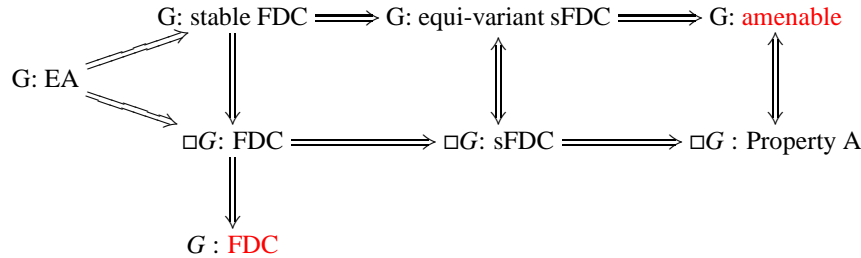 G: stable FDC G: equi-variant sFDC G: amenable
G: EA
□G: FDC □G: sFDC □G : Property A
G : FDC